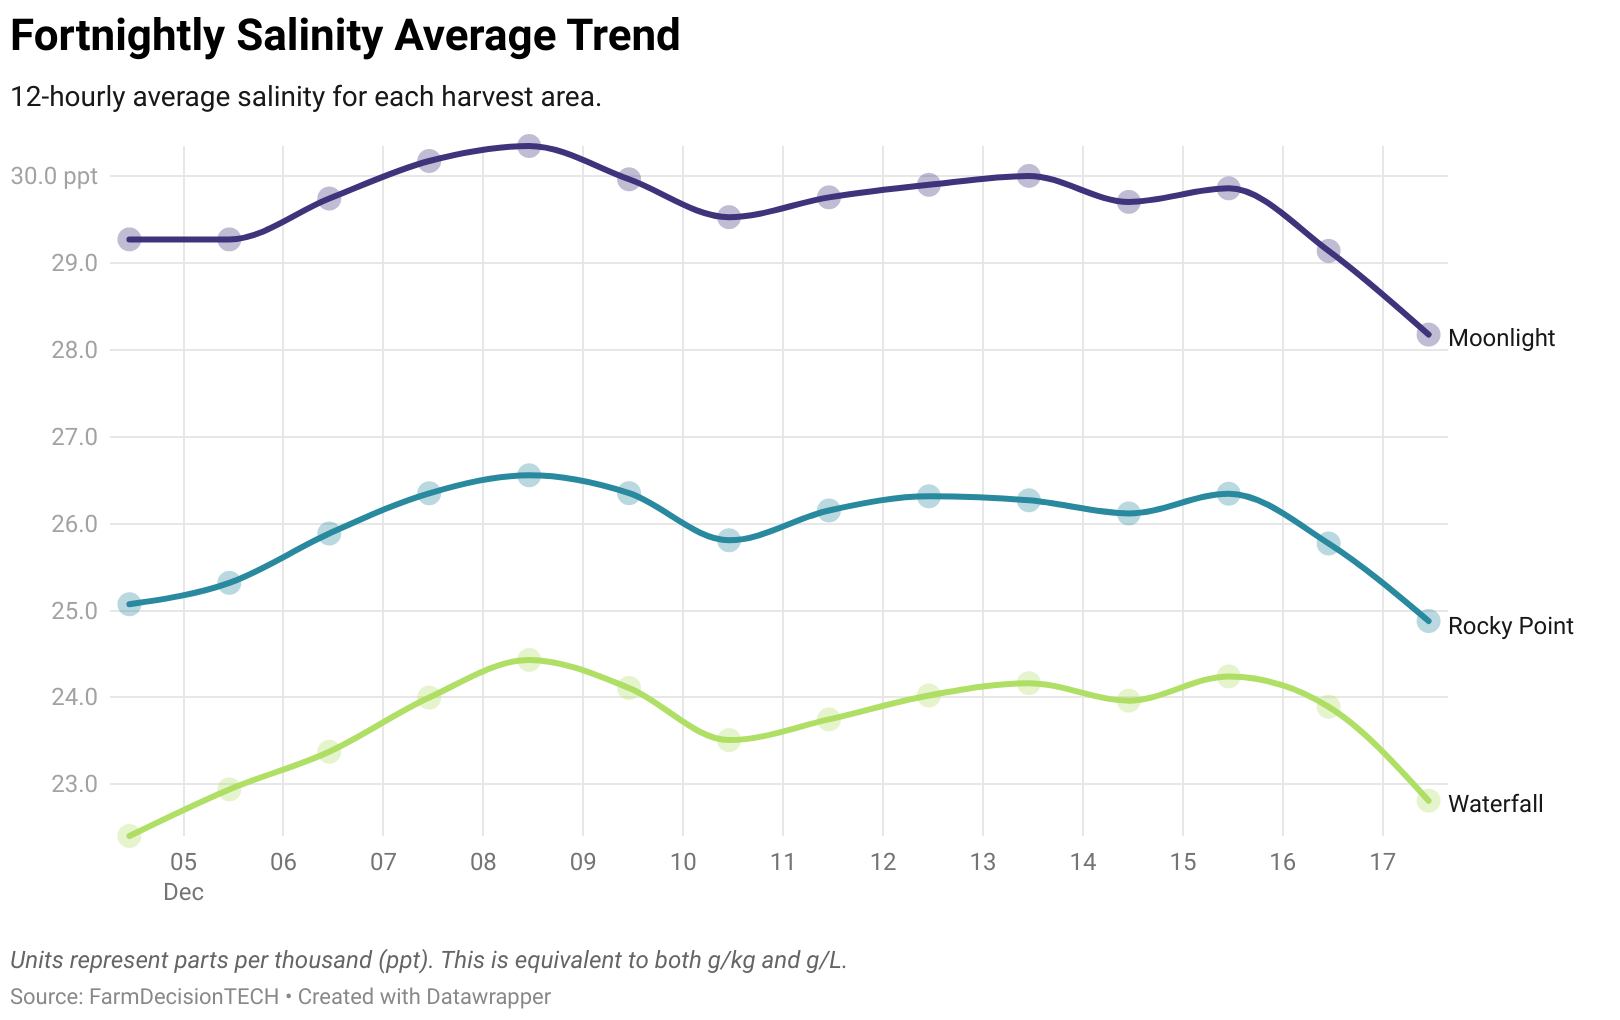 Fortnightly Salinity Average Trend
12-hourly average salinity for each harvest area.
30.0 ppt
29.0
28.0
Moonlight
27.0
26.0
25.0
Rocky Point
24.0
23.0
Waterfall
05 06 07 08 09 10 11 12 13 14 15 16 17
Dec
Units represent parts per thousand (ppt). This is equivalent to both g/kg and g/L.
Source: FarmDecisionTECH • Created with Datawrapper